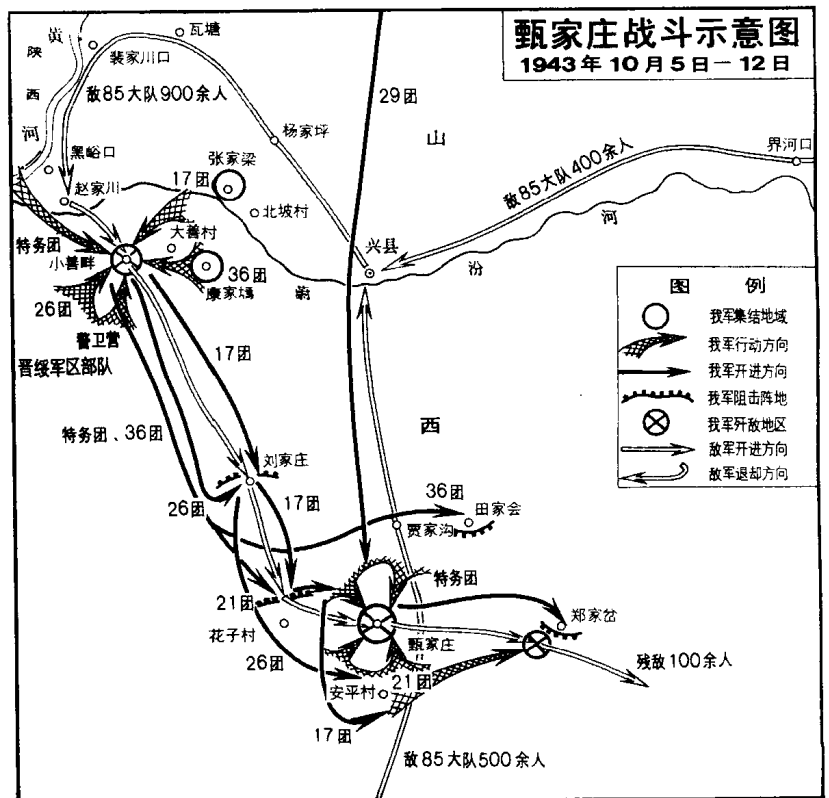 甄家庄战斗示意图
1943年10月5日一12日
黄
河
陕
西
瓦塘
裴家川口
敌85大队900余人
29团
山
杨家坪
界河口
黑峪口
张家梁
17团
敌85大队400余人
赵家川
北坡村
河
大善村
兴县
汾
特务团
小善畔
36团
康家塌
蔚
26团
警卫营
晋绥军区部队
17团
图 例
我军集结地域
我军行动方向
我军开进方向
我军阻击阵地
我军歼敌地区
敌军开进方向
敌军退却方向
西
特务团、36团
刘家庄
26团
17团
36团
田家会
贾家沟
特务团
21团
花子村
郑家岔
甄家庄
26团
残敌100余人
安平村
21团
17团
敌85大队500余人